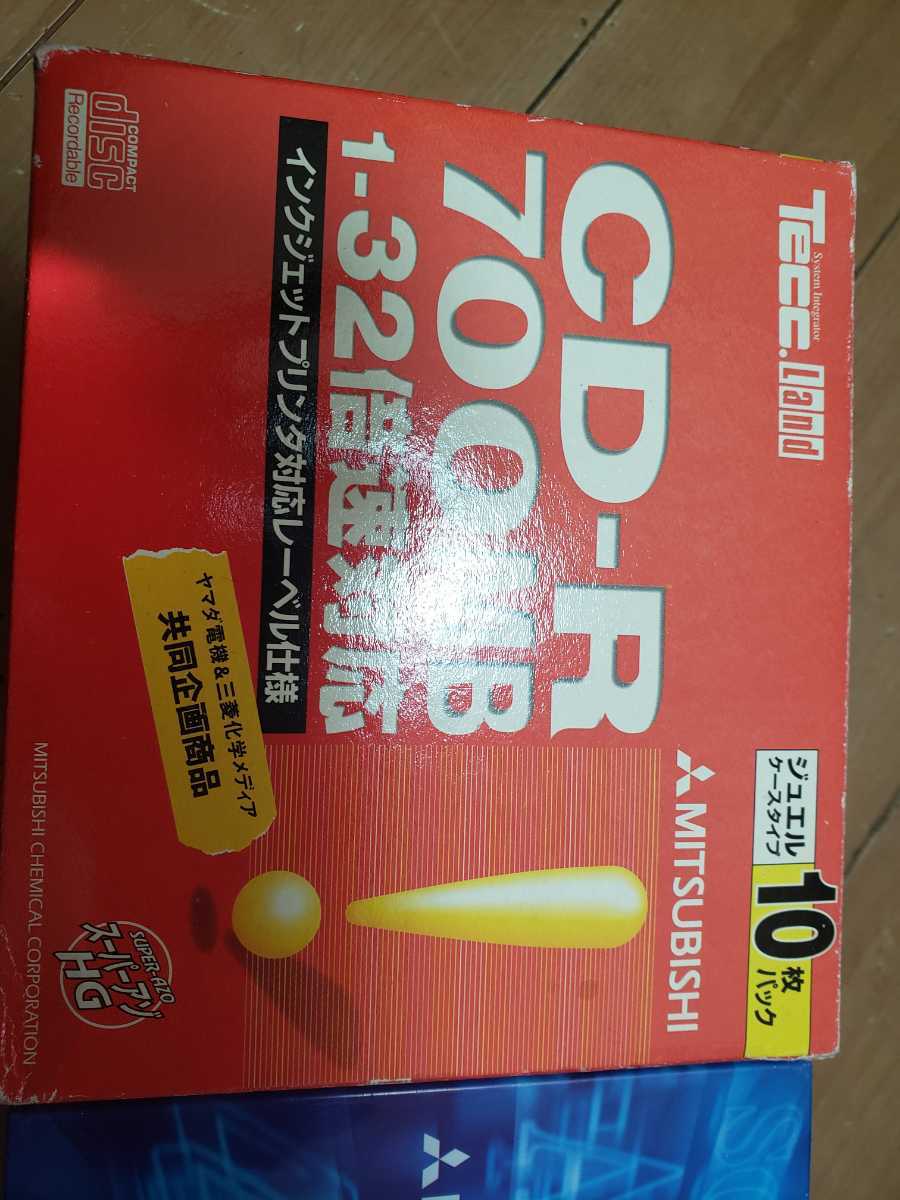 Tecc.Land
System Integrator
ジュエル
ケースタイプ
10枚
パック
CD-R
700MB
1-32倍速対応
インクジェットプリンタ対応レーベル仕様
MITSUBISHI
COMPACT
disc
Recordable
ヤマダ電機&三菱化学メディア
共同企画商品
SUPER-AZO
スーパーアゾ
HG
MITSUBISHI CHEMICAL CORPORATION